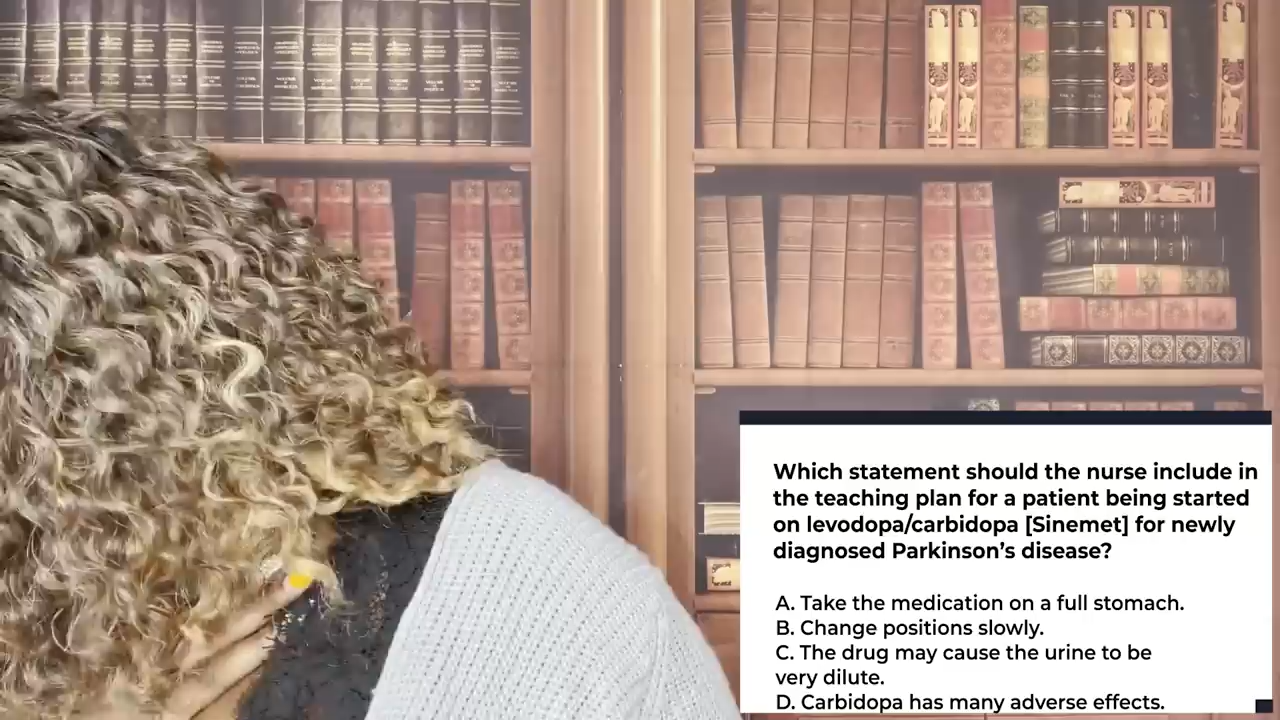 Which statement should the nurse include in
the teaching plan for a patient being started
on levodopa/carbidopa [Sinemet] for newly
diagnosed Parkinson's disease?
A. Take the medication on a full stomach.
B. Change positions slowly.
C. The drug may cause the urine to be
very dilute.
D. Carbidopa has many adverse effects.